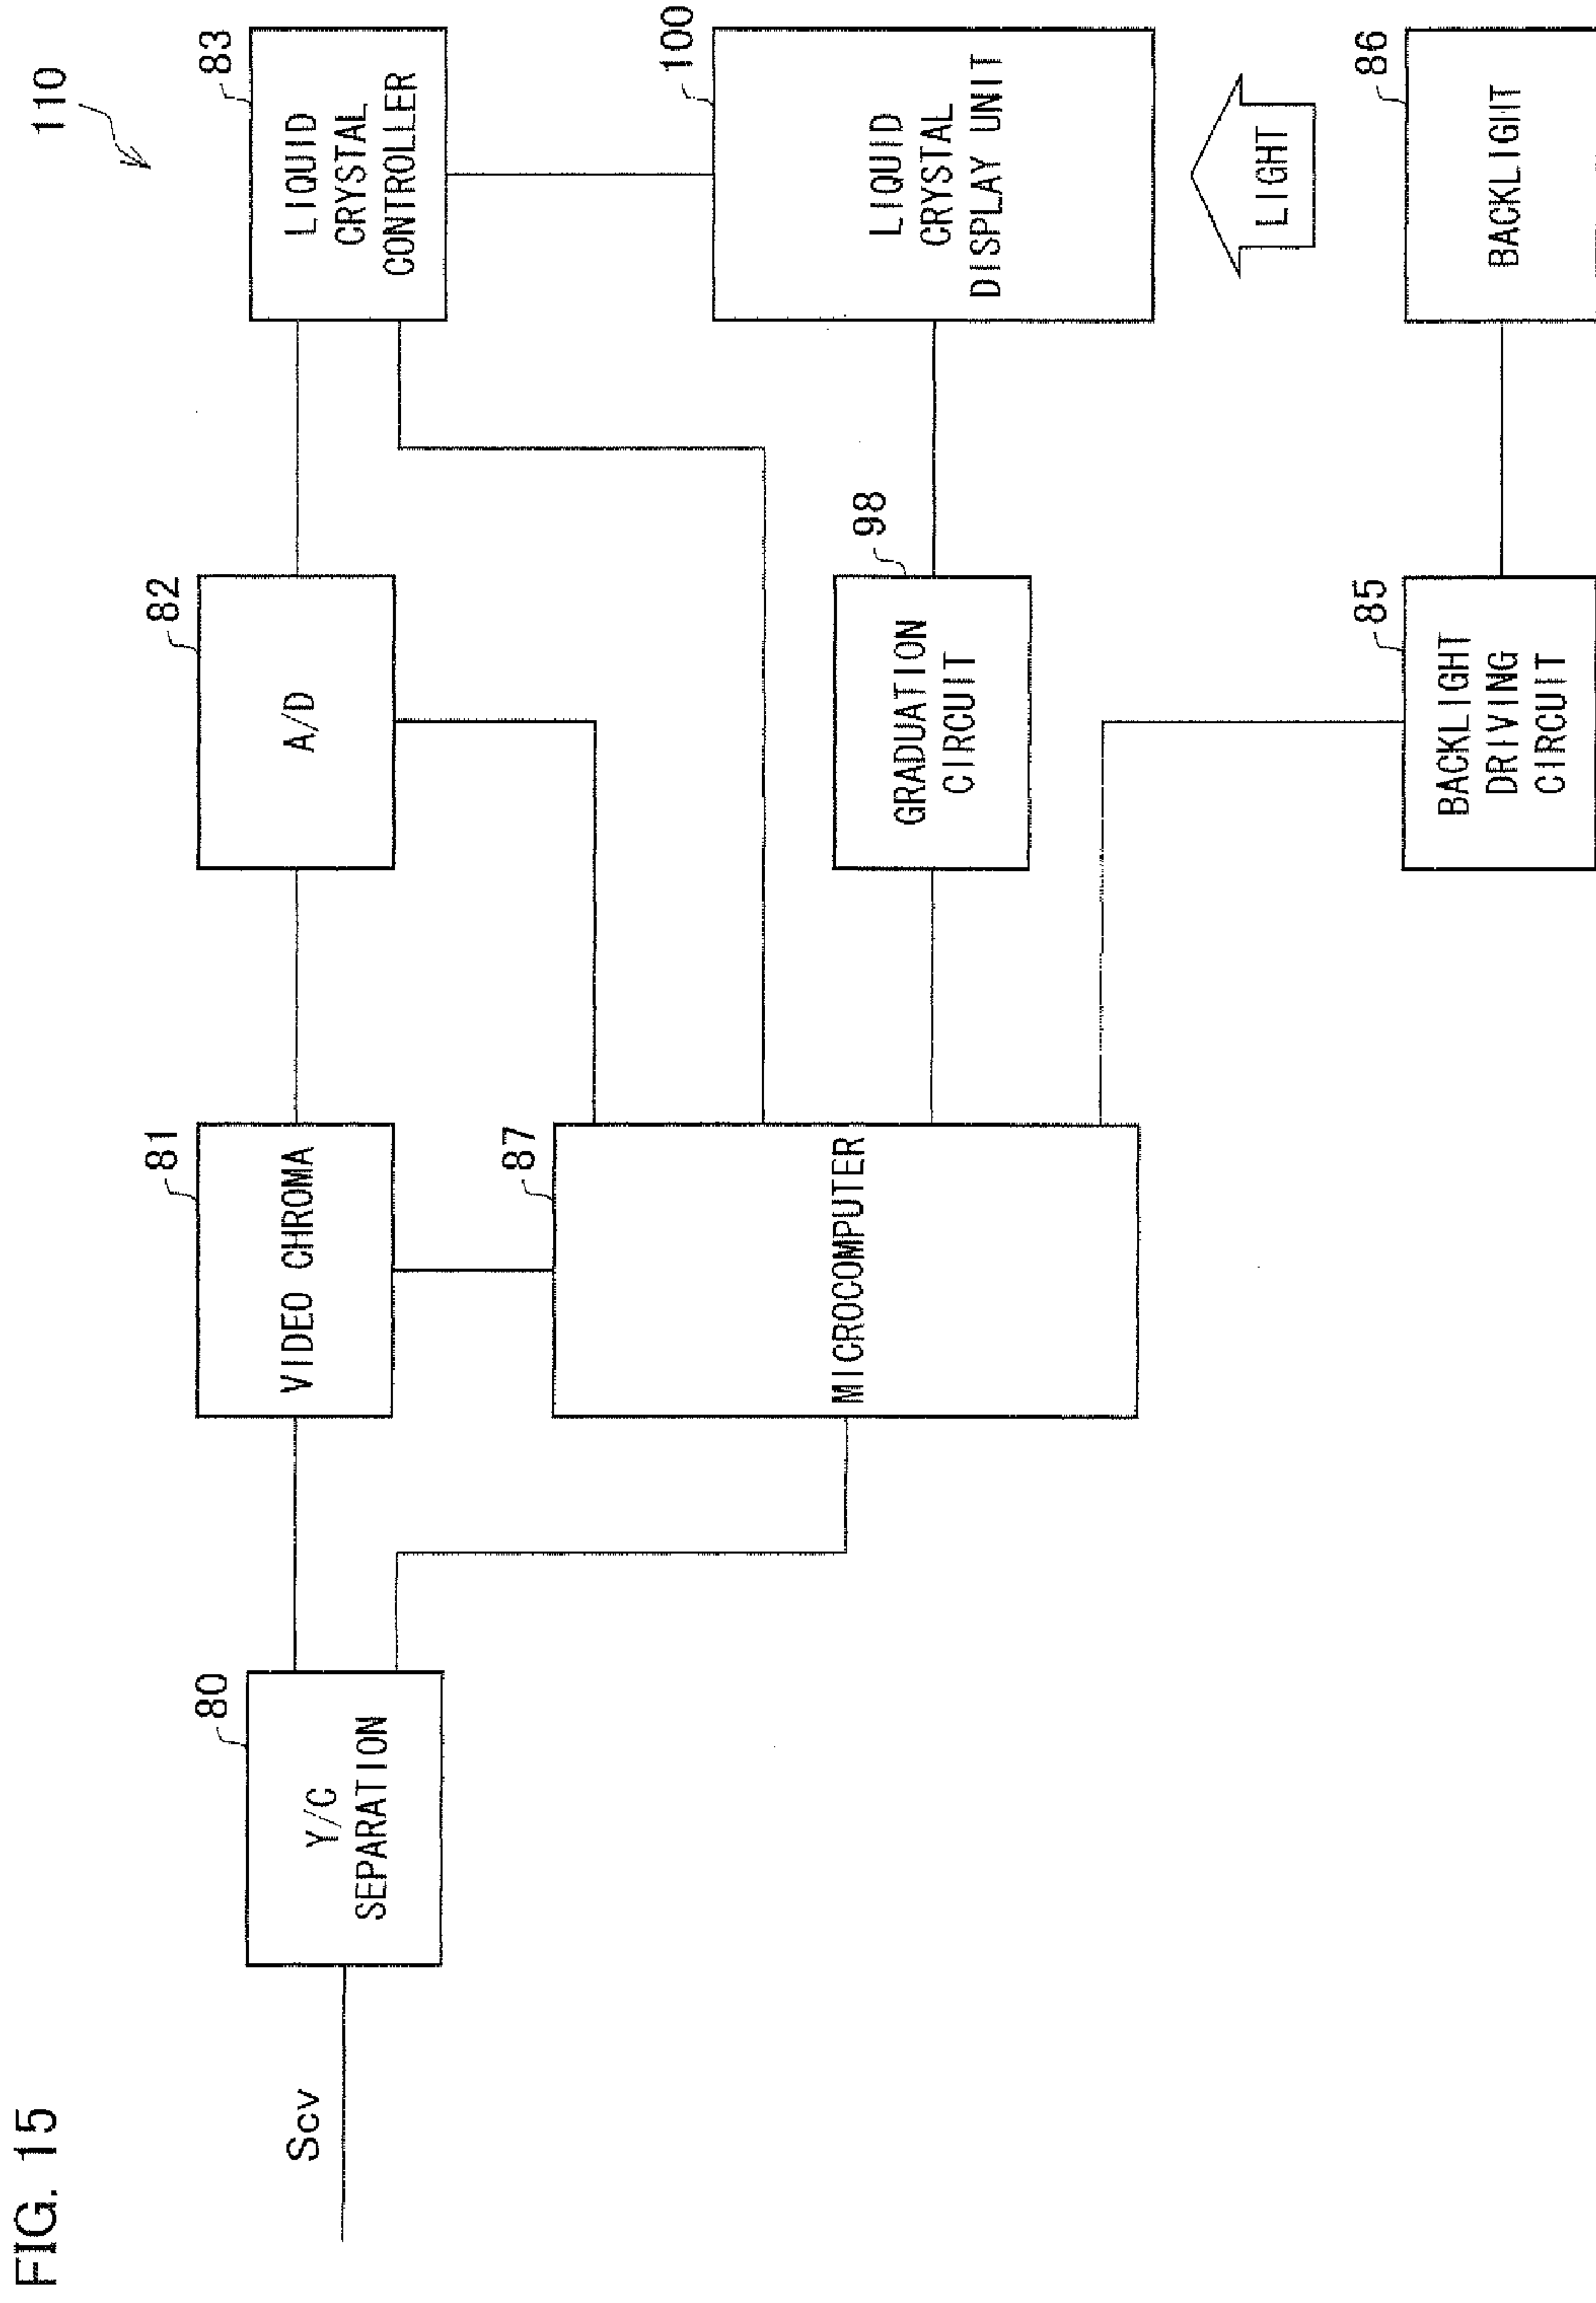 FIG. 15
110
Scv
80
Y/C
SEPARATION
81
VIDEO CHROMA
82
A/D
83
LIQUID
CRYSTAL
CONTROLLER
87
MICROCOMPUTER
98
GRADUATION
CIRCUIT
100
LIQUID
CRYSTAL
DISPLAY UNIT
LIGHT
85
BACKLIGHT
DRIVING
CIRCUIT
86
BACKLIGHT